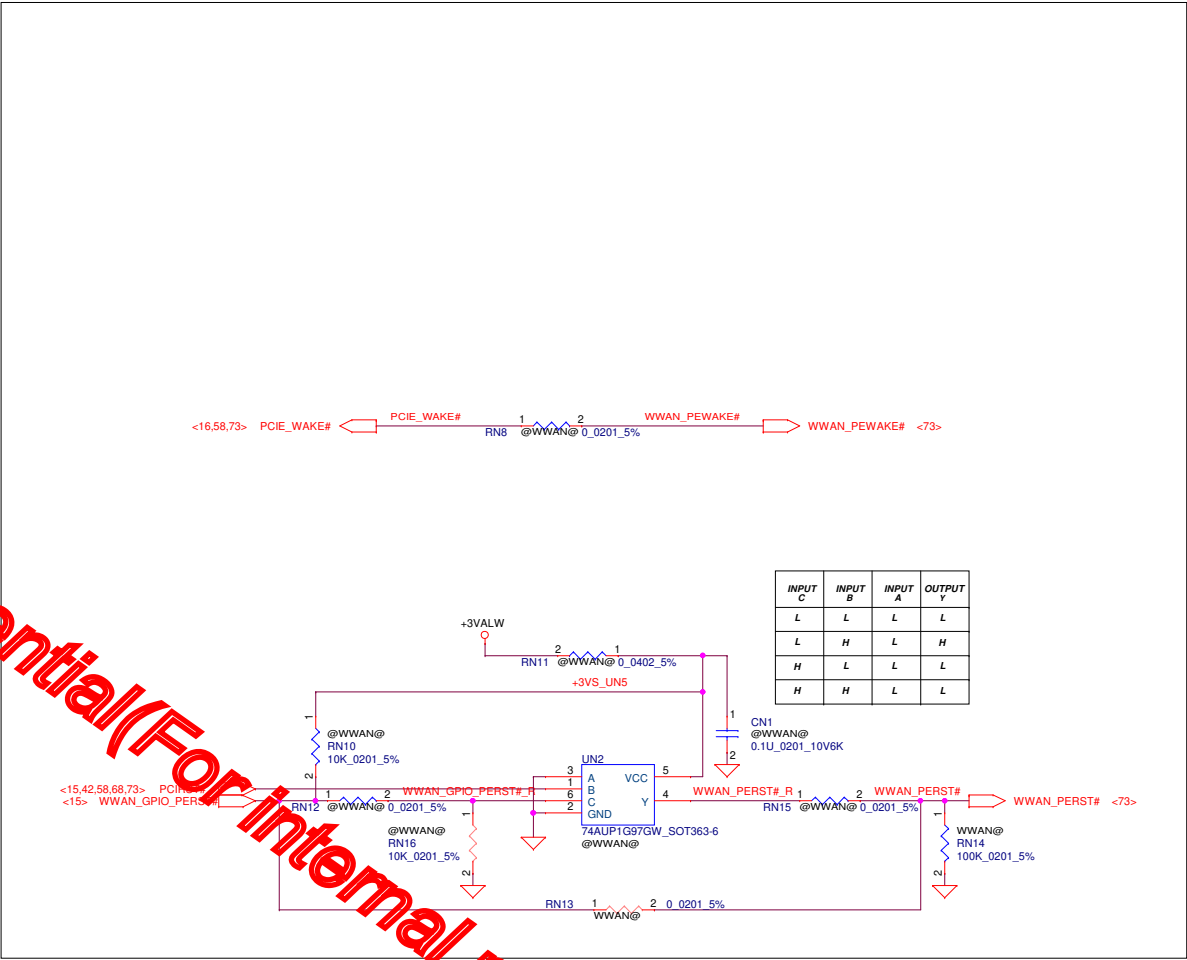 <16,58,73> PCIE_WAKE# PCIE_WAKE# 1 2 WWAN_PEWAKE# WWAN_PEWAKE# <73>
RN8 @WWAN@ 0_0201_5%
INPUT C INPUT B INPUT A OUTPUT Y
L L L L
L H L H
H L L L
H H L L
+3VALW
2 1
RN11 @WWAN@ 0_0402_5%
+3VS_UN5
1
@WWAN@
RN10
10K_0201_5%
2
1
CN1
@WWAN@
0.1U_0201_10V6K
2
UN2
3 A VCC 5
1 B
6 C Y 4
2 GND
74AUP1G97GW_SOT363-6
@WWAN@
<15,42,58,68,73>
<15>
RN12 1 @WWAN@ 2 0_0201_5%
WWAN_GPIO_PERST#_R
WWAN_PERST#_R
RN15 1 @WWAN@ 2 0_0201_5%
WWAN_PERST# WWAN_PERST# <73>
1
@WWAN@
RN16
10K_0201_5%
2
1
WWAN@
RN14
100K_0201_5%
2
RN13 1 2 0_0201_5%
WWAN@
ential(For internal